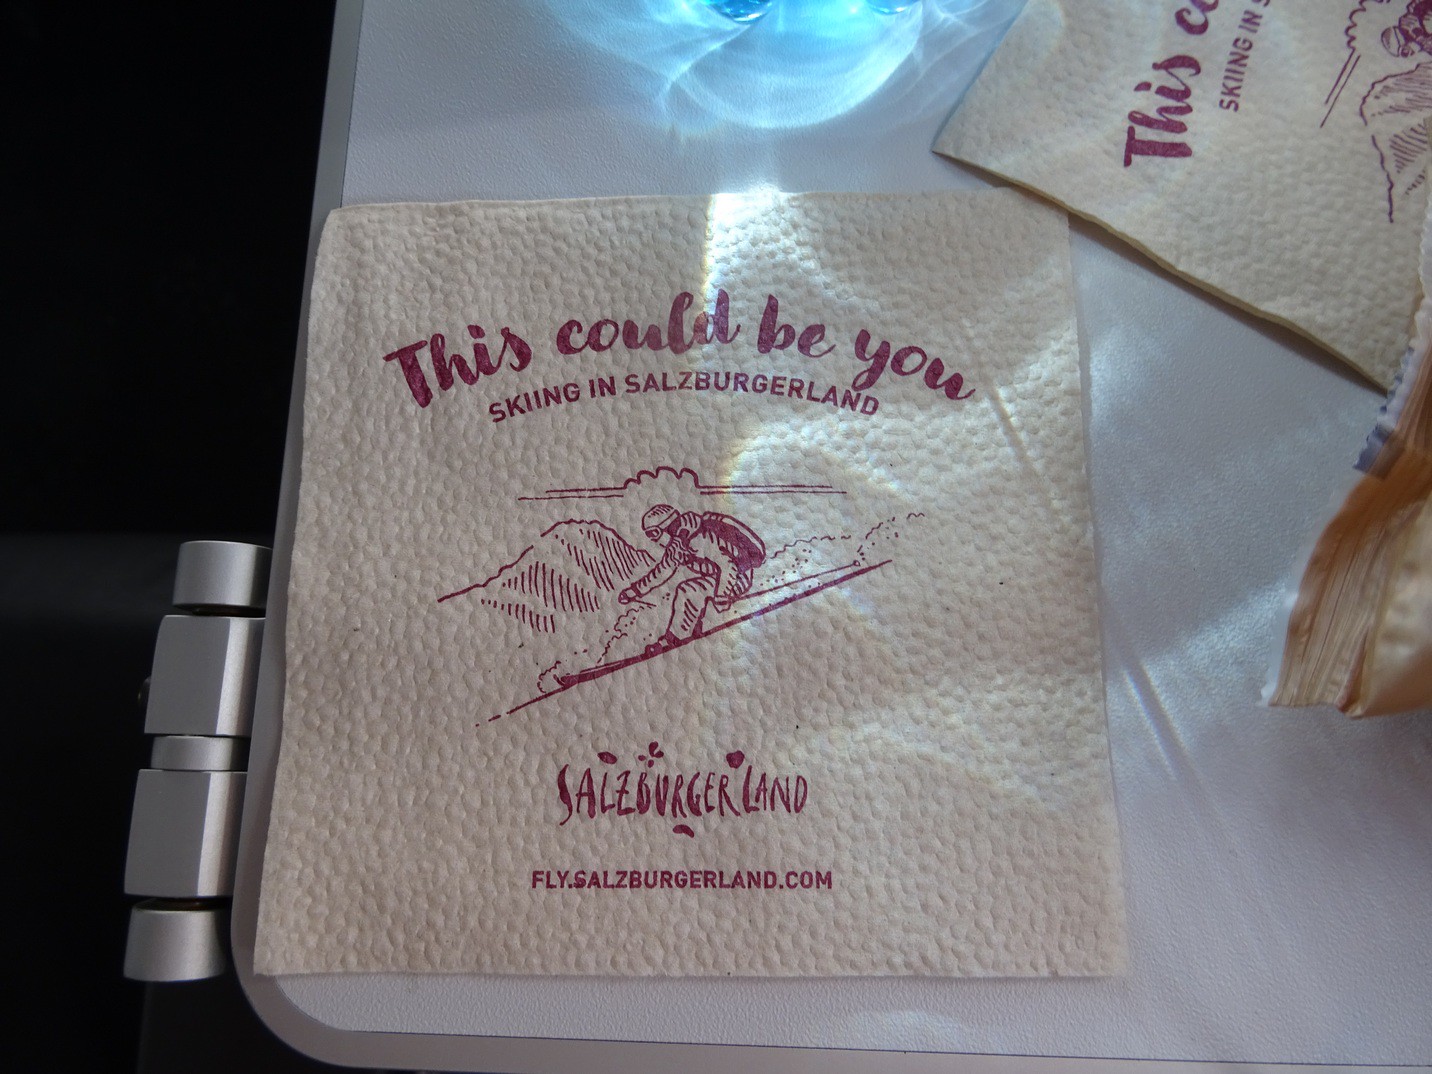 This could be you
SKIING IN SALZBURGERLAND
SALZBURGERLAND
FLY.SALZBURGERLAND.COM
This
SKIING IN